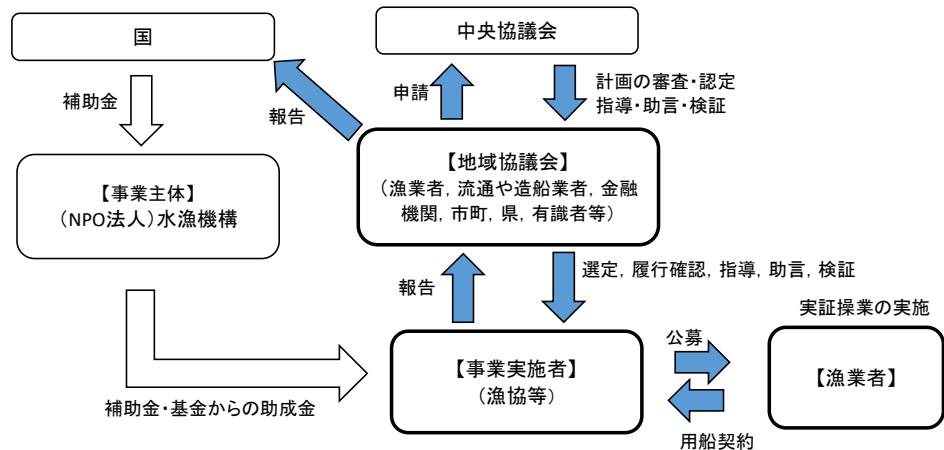 国
中央協議会
補助金
報告
申請
計画の審査・認定
指導・助言・検証
【事業主体】
（NPO法人）水漁機構
【地域協議会】
（漁業者，流通や造船業者，金融
機関，市町，県，有識者等）
報告
選定，履行確認，指導，助言，検証
実証操業の実施
【事業実施者】
（漁協等）
公募
【漁業者】
補助金・基金からの助成金
用船契約